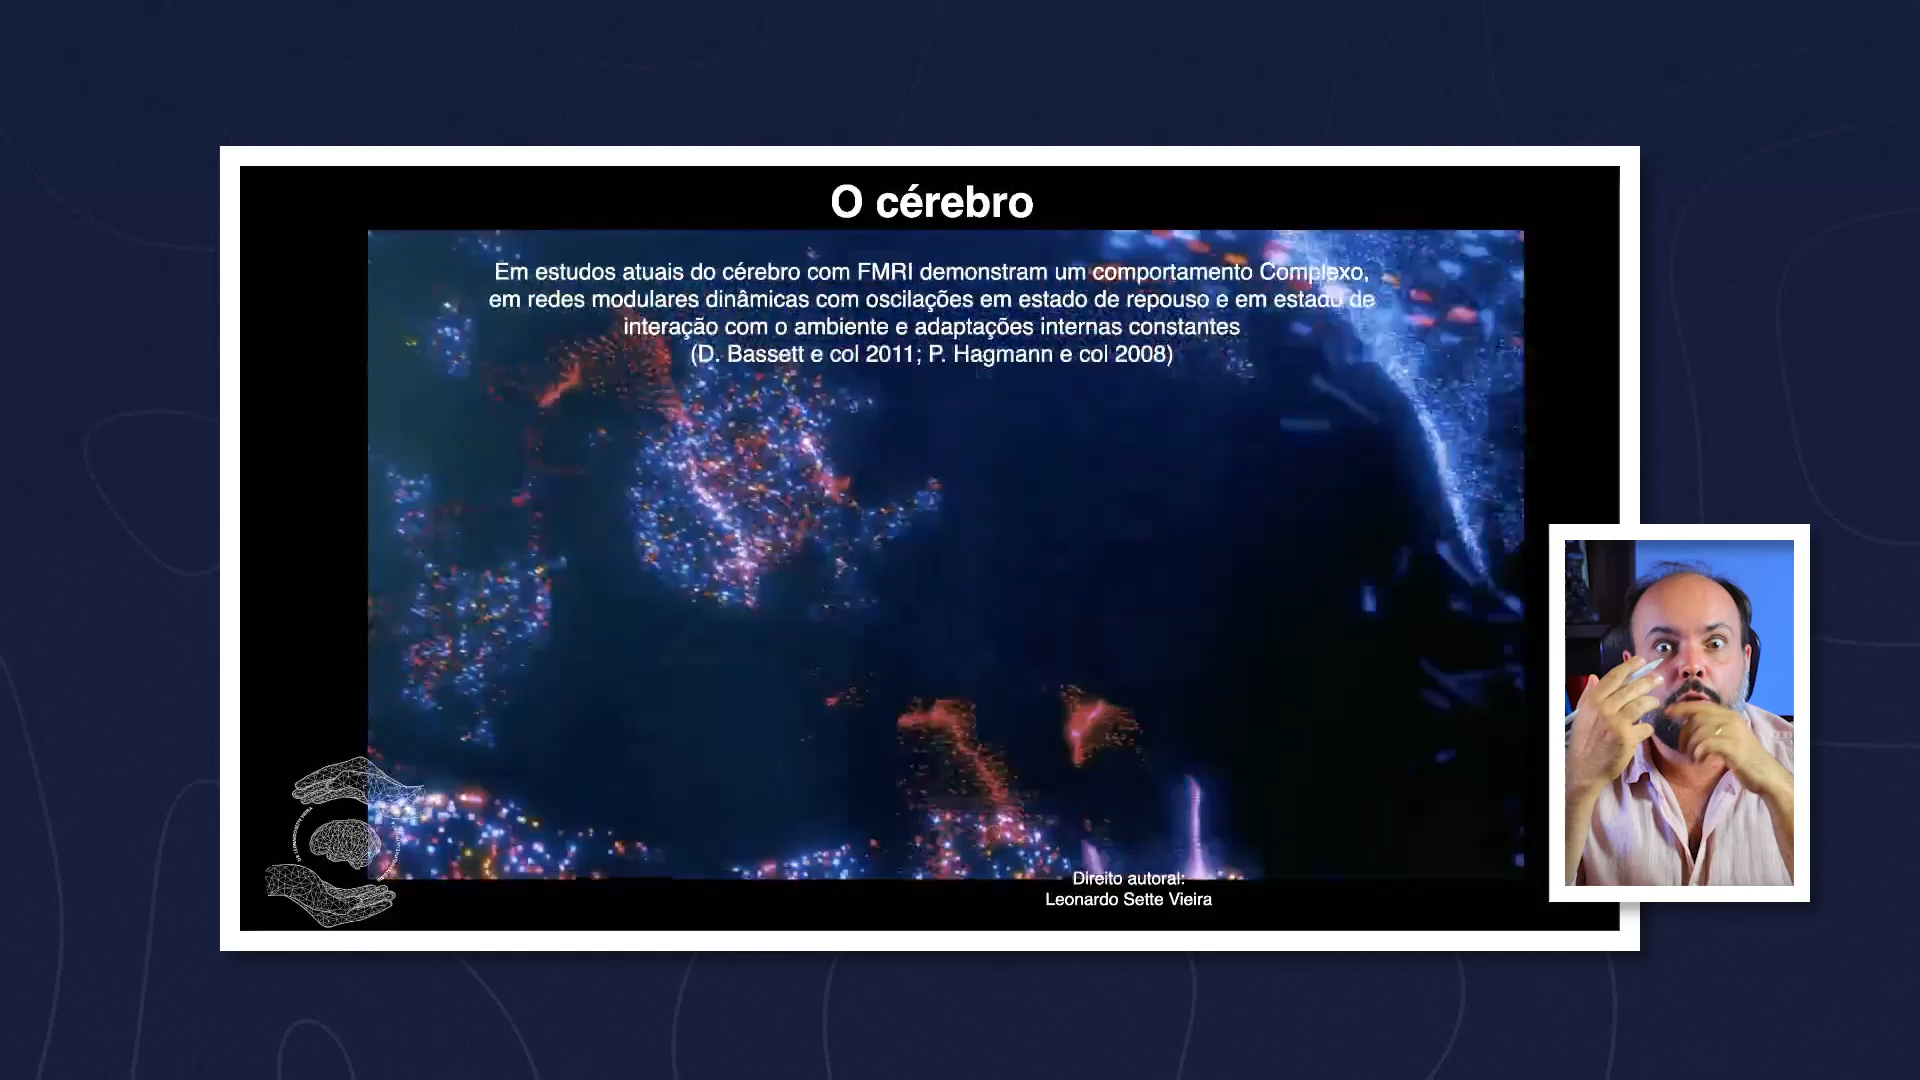 O cérebro
Em estudos atuais do cérebro com FMRI demonstram um comportamento Complexo,
em redes modulares dinâmicas com oscilações em estado de repouso e em estado de
interação com o ambiente e adaptações internas constantes
(D. Bassett e col 2011; P. Hagmann e col 2008)
Direito autoral:
Leonardo Sette Vieira